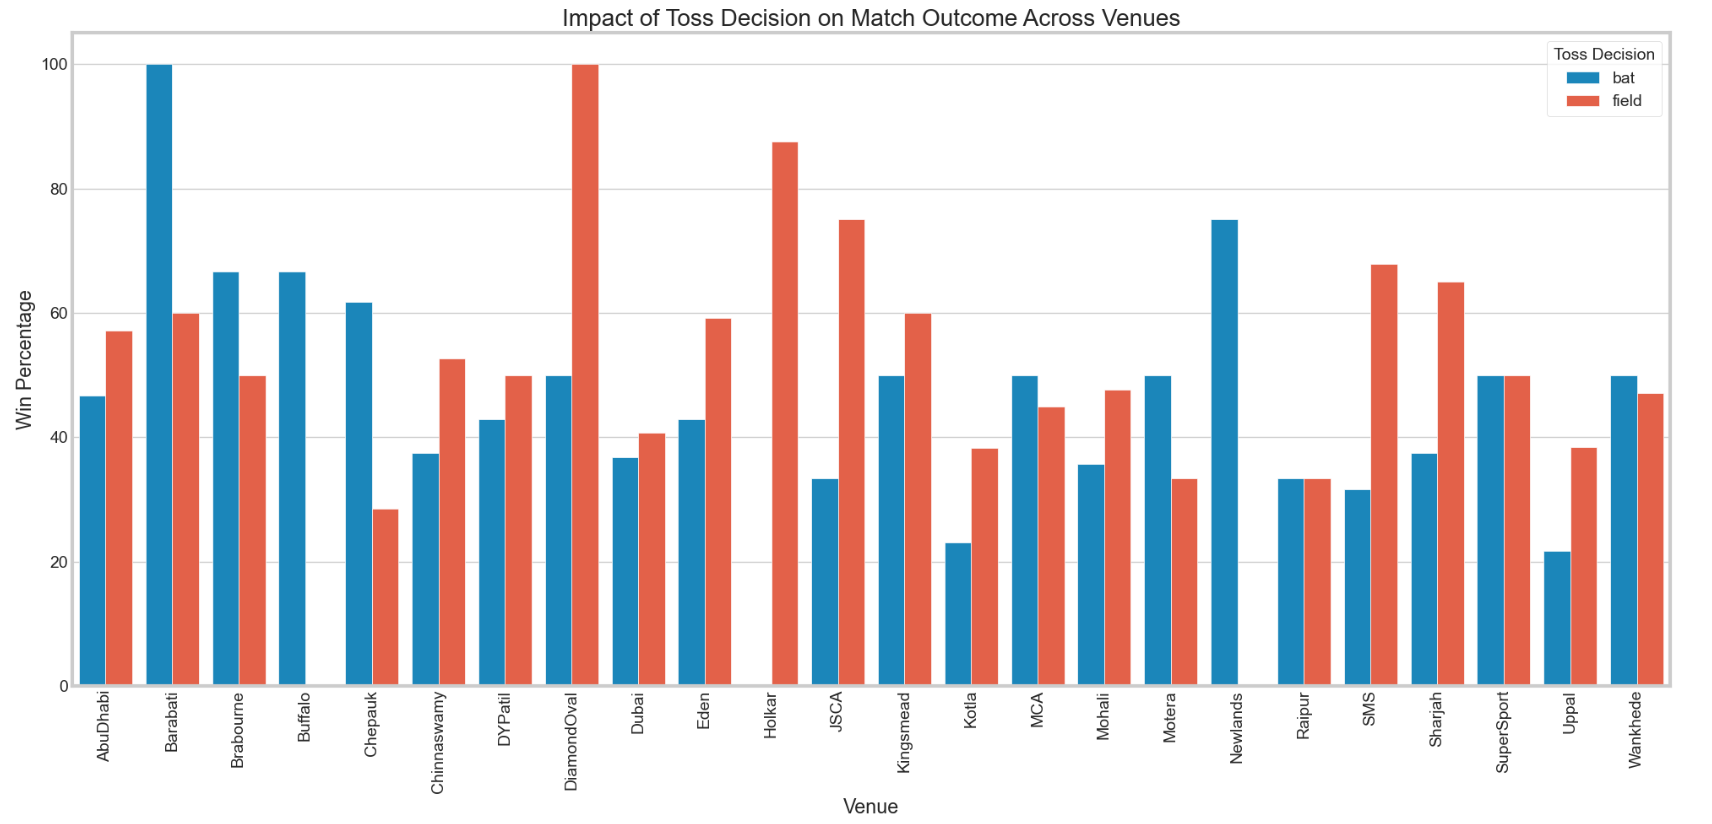 Impact of Toss Decision on Match Outcome Across Venues
Toss Decision
bat
field
Win Percentage
100
80
60
40
20
0
AbuDhabi
Barabati
Brabourne
Buffalo
Chepauk
Chinnaswamy
DYPatil
DiamondOval
Dubai
Eden
Holkar
JSCA
Kingsmead
Kotla
MCA
Mohali
Motera
Newlands
Raipur
SMS
Sharjah
SuperSport
Uppal
Wankhede
Venue